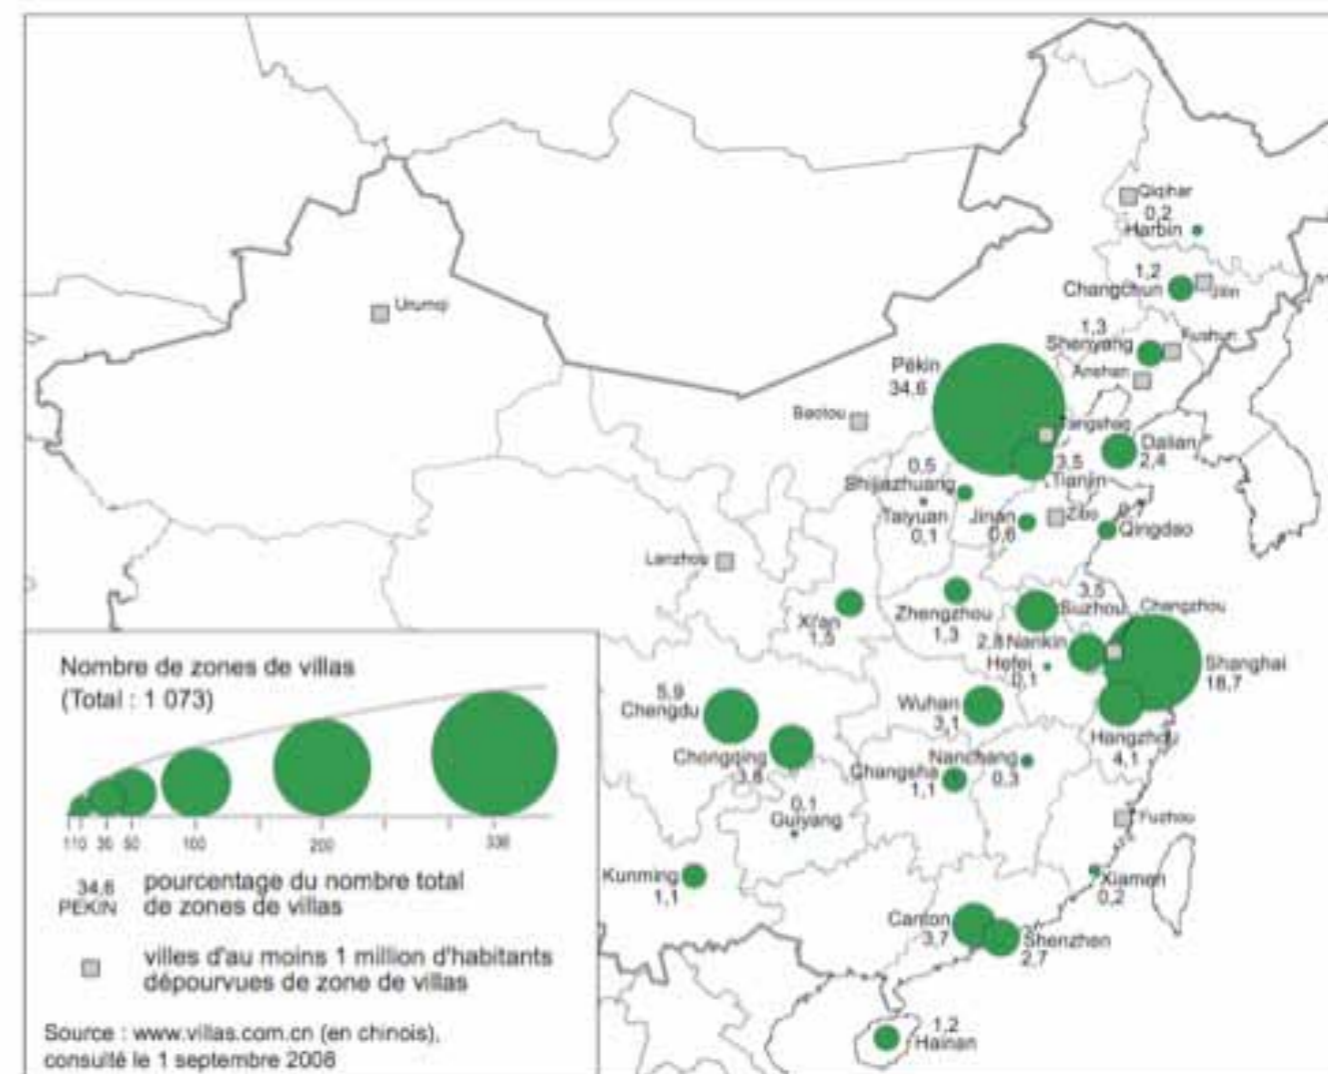 Qiqihar
0,2
Harbin
1,2
Changchun
Jilin
1,3
Shenyang
Fushun
Anshan
Urumqi
Pékin
34,6
Baotou
Tangshag
Dalian
2,4
3,5
Tianjin
0,5
Shijiazhuang
Taiyuan
0,1
Jinan
0,6
Zibo
0,7
Qingdao
Lanzhou
Xi'an
1,5
Zhengzhou
1,3
3,5
Suzhou
Changzhou
2,8 Nankin
Hefei
0,1
Shanghai
18,7
Wuhan
3,1
Hangzhou
4,1
5,9
Chengdu
Chongqing
3,6
Nanchang
0,3
Changsha
1,1
0,1
Guiyang
Fuzhou
Kunming
1,1
Xiamen
0,2
Canton
3,7
Shenzhen
2,7
1,2
Hainan
Nombre de zones de villas
(Total : 1 073)
1 10 36 50 100 200 336
34,6
PEKIN
pourcentage du nombre total
de zones de villas
villes d'au moins 1 million d'habitants
dépourvues de zone de villas
Source : www.villas.com.cn (en chinois),
consulté le 1 septembre 2008